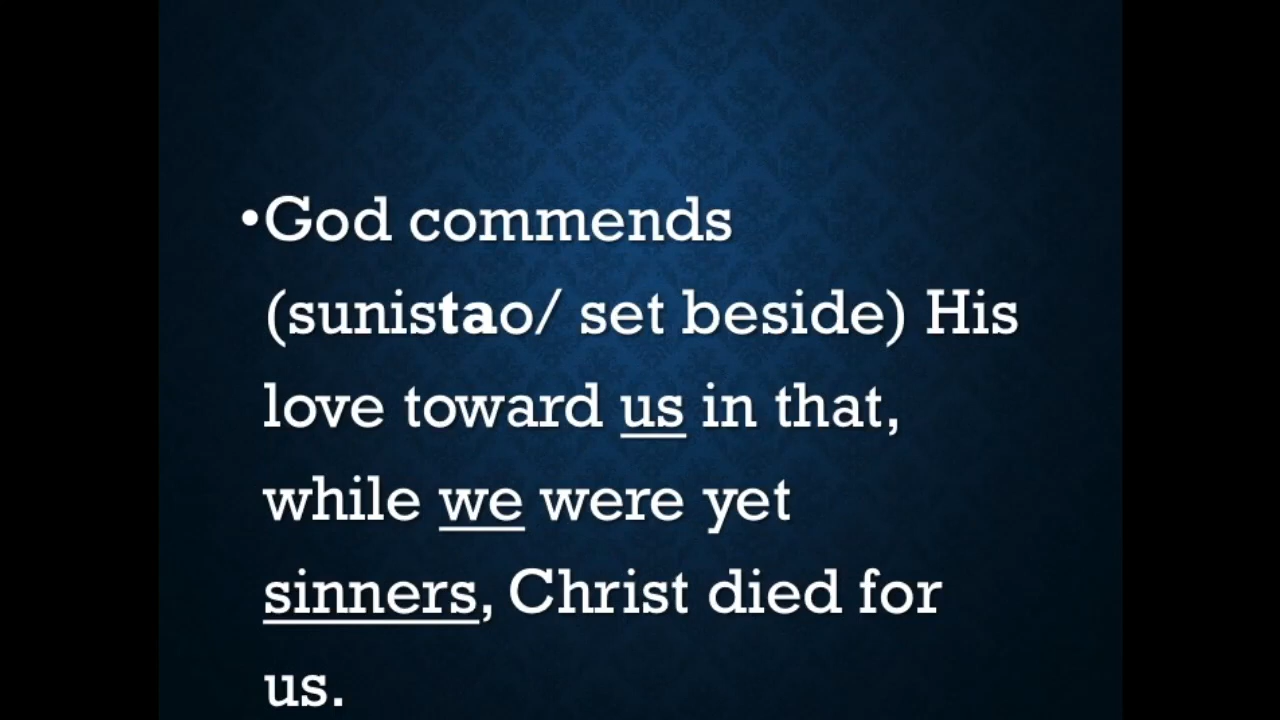 •God commends
(sunistao/ set beside) His
love toward us in that,
while we were yet
sinners, Christ died for
us.